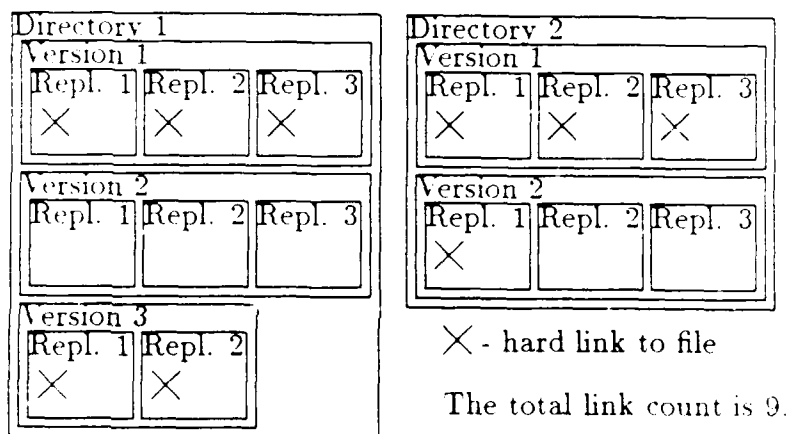 Directory 1
Version 1
Repl. 1 Repl. 2 Repl. 3
Version 2
Repl. 1 Repl. 2 Repl. 3
Version 3
Repl. 1 Repl. 2
Directory 2
Version 1
Repl. 1 Repl. 2 Repl. 3
Version 2
Repl. 1 Repl. 2 Repl. 3
- hard link to file
The total link count is 9.